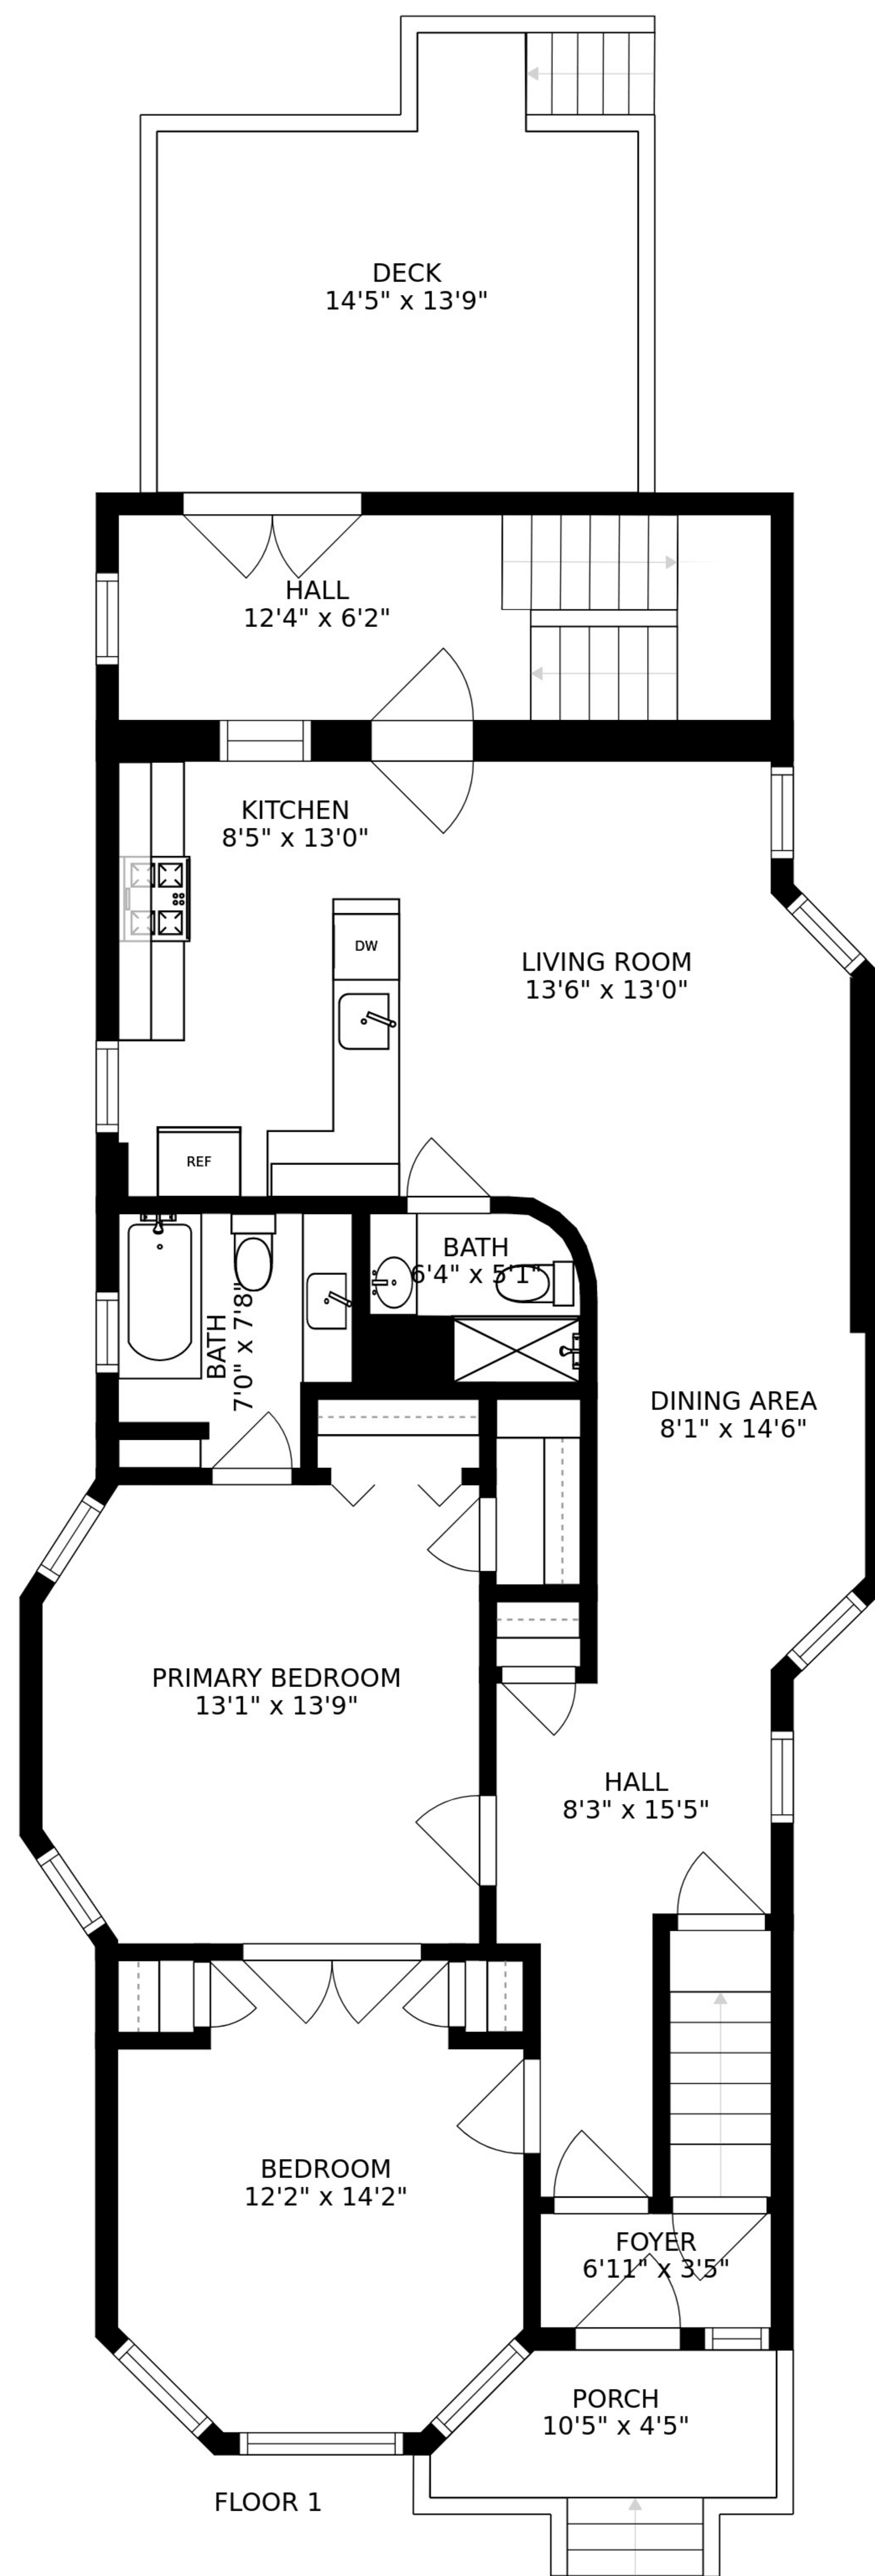 DECK
14'5" x 13'9"
HALL
12'4" x 6'2"
KITCHEN
8'5" x 13'0"
DW
LIVING ROOM
13'6" x 13'0"
REF
BATH
6'4" x 5'1"
BATH
7'0" x 7'8"
DINING AREA
8'1" x 14'6"
PRIMARY BEDROOM
13'1" x 13'9"
HALL
8'3" x 15'5"
BEDROOM
12'2" x 14'2"
FOYER
6'11" x 3'5"
PORCH
10'5" x 4'5"
FLOOR 1